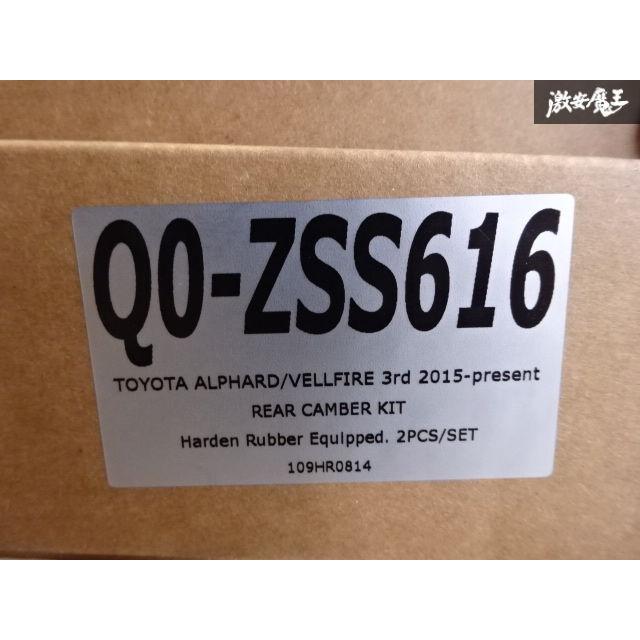 激安魔王
Q0-ZSS616
TOYOTA ALPHARD/VELLFIRE 3rd 2015-present
REAR CAMBER KIT
Harden Rubber Equipped. 2PCS/SET
109HR0814